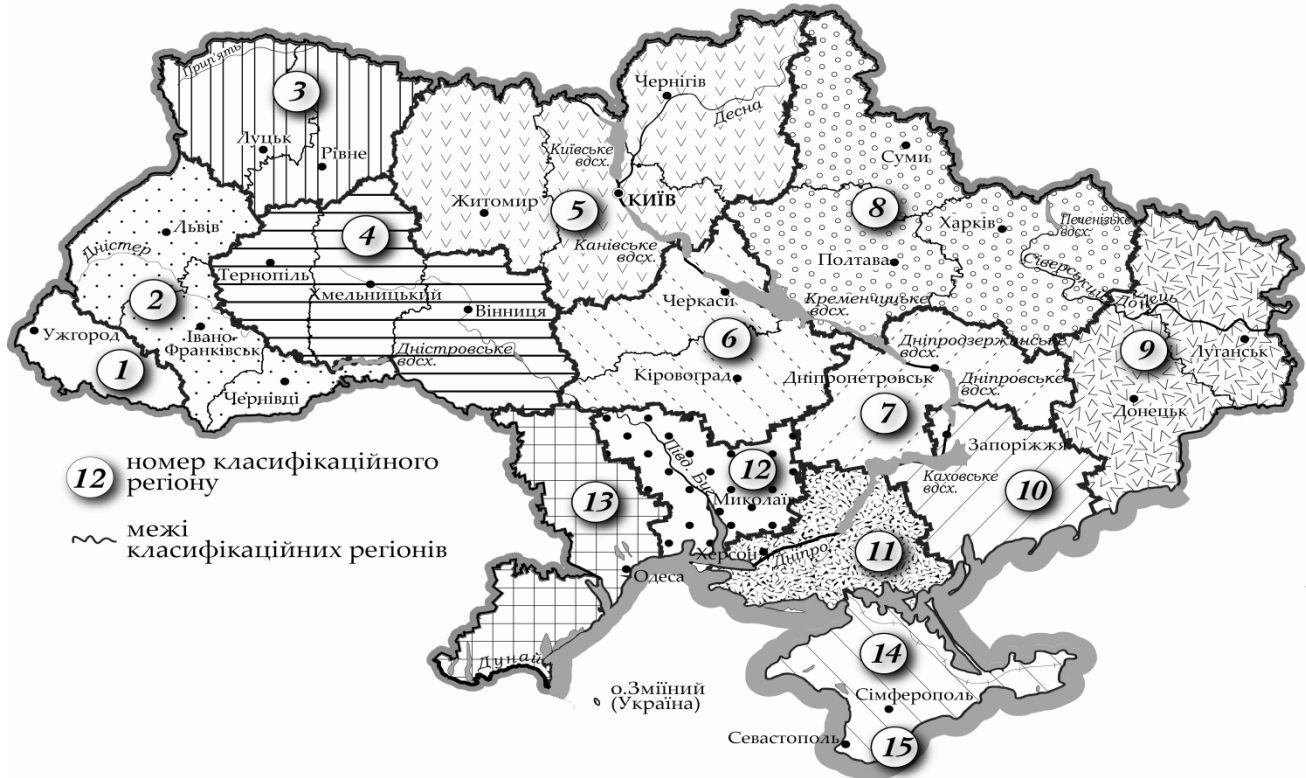 Прип'ять
3
Луцьк
Рівне
Чернігів
Десна
Київське
вдсх.
КИЇВ
Житомир
5
Канівське
вдсх.
Суми
8
Харків
Печенізьке
вдсх.
Полтава
Сіверський Донець
Кременчуцьке
вдсх.
Львів
Дністер
4
Тернопіль
Хмельницький
Вінниця
2
Івано-
Франківськ
Ужгород
1
Чернівці
Дністровське
вдсх.
Черкаси
6
Кіровоград
Дніпродзержинське
вдсх.
Дніпропетровськ
Дніпровське
вдсх.
7
9
Луганськ
Донецьк
Запоріжжя
Каховське
вдсх.
10
12
номер класифікаційного
регіону
межі
класифікаційних регіонів
13
Півд. Буг
12
Миколаїв
Херсон
Дніпро
11
Одеса
Дунай
о.Зміїний
(Україна)
14
Сімферополь
Севастополь
15